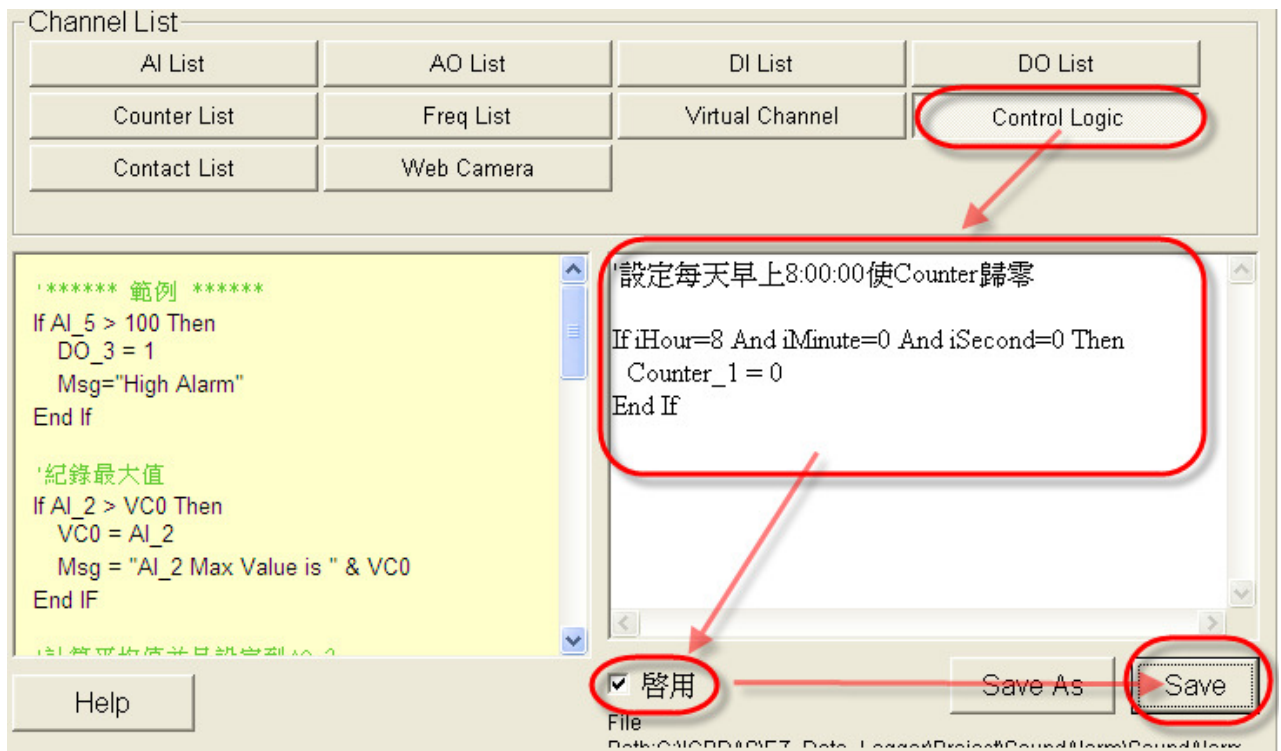 Channel List
AI List
AO List
DI List
DO List
Counter List
Freq List
Virtual Channel
Control Logic
Contact List
Web Camera
'****** 範例 ******
If AI_5 > 100 Then
DO_3 = 1
Msg="High Alarm"
End If
'紀錄最大值
If AI_2 > VC0 Then
VC0 = AI_2
Msg = "AI_2 Max Value is " & VC0
End IF
'設定每天早上8:00:00使Counter歸零
If iHour=8 And iMinute=0 And iSecond=0 Then
Counter_1 = 0
End If
Help
啓用
Save As
Save
File